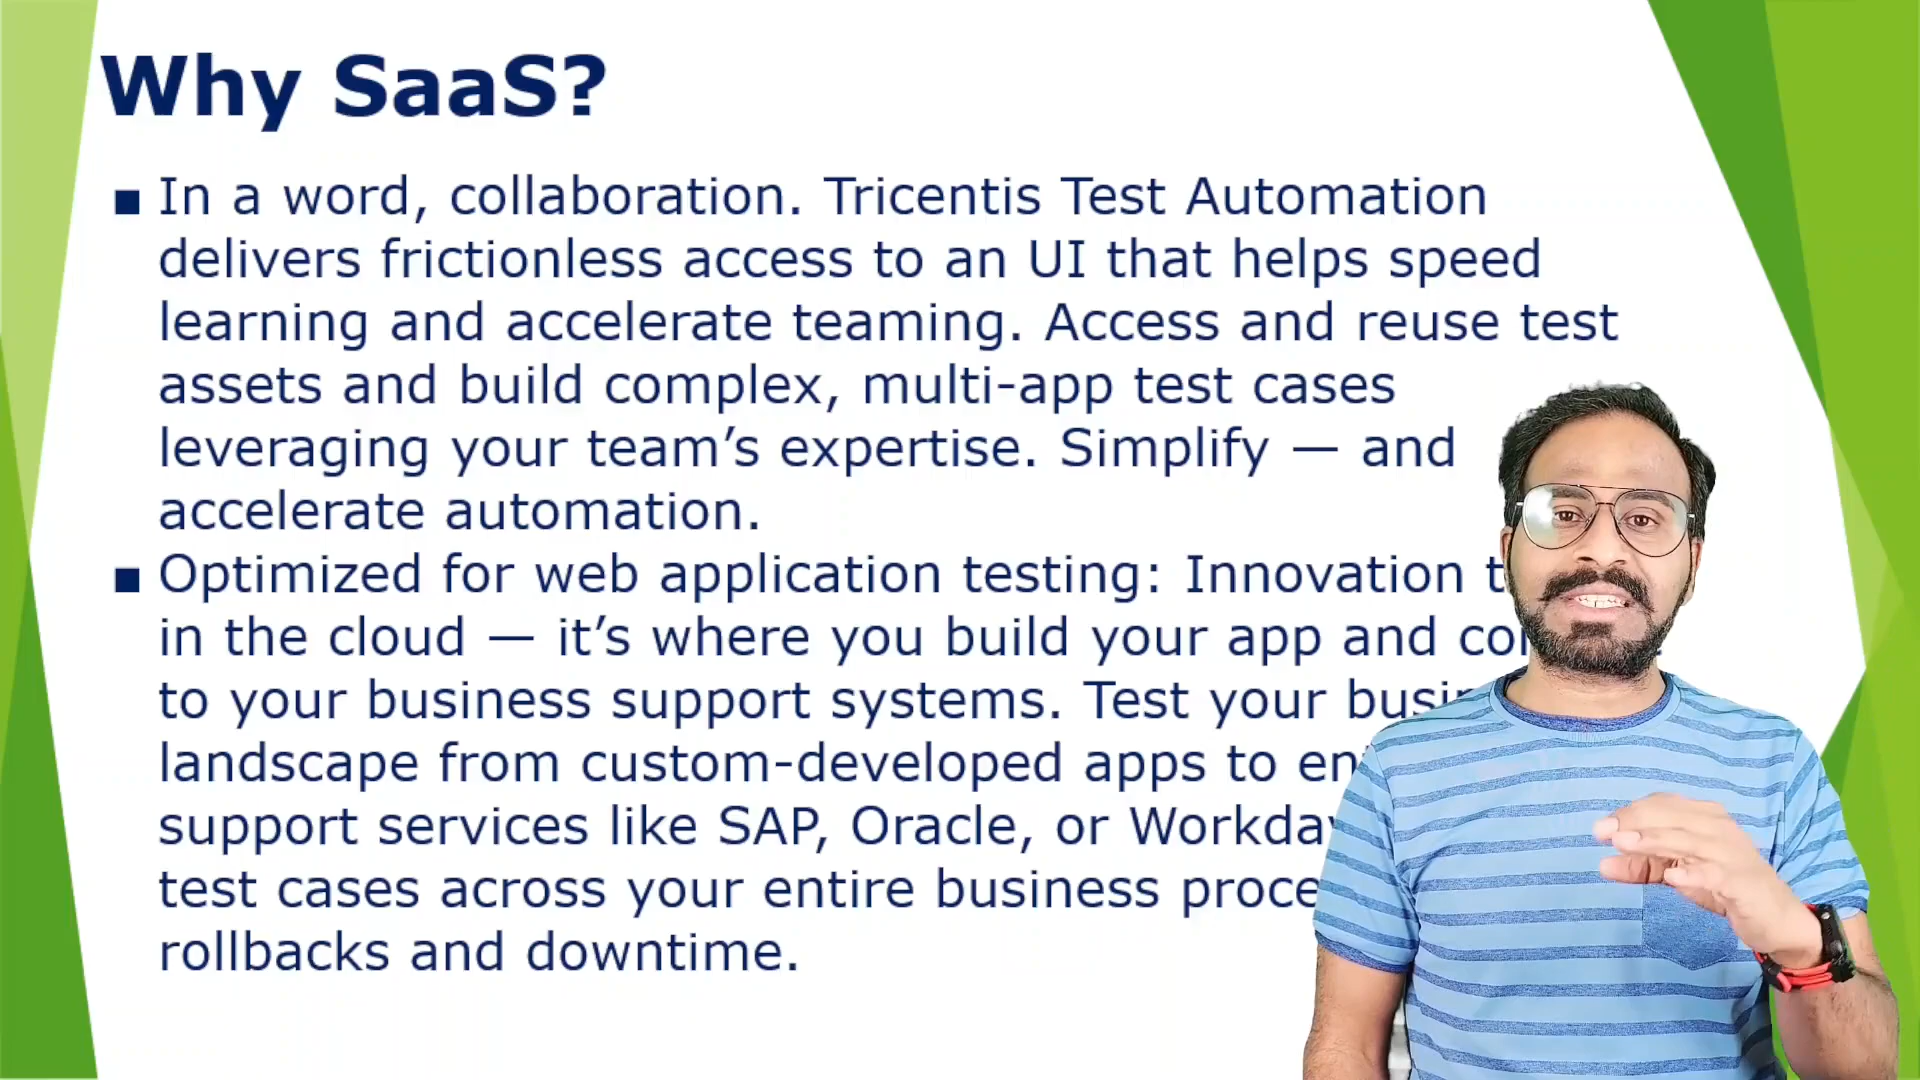 Why SaaS?
■ In a word, collaboration. Tricentis Test Automation
delivers frictionless access to an UI that helps speed
learning and accelerate teaming. Access and reuse test
assets and build complex, multi-app test cases
leveraging your team’s expertise. Simplify — and
accelerate automation.
■ Optimized for web application testing: Innovation
in the cloud — it’s where you build your app and
to your business support systems. Test your
landscape from custom-developed apps to
support services like SAP, Oracle, or
test cases across your entire business
rollbacks and downtime.